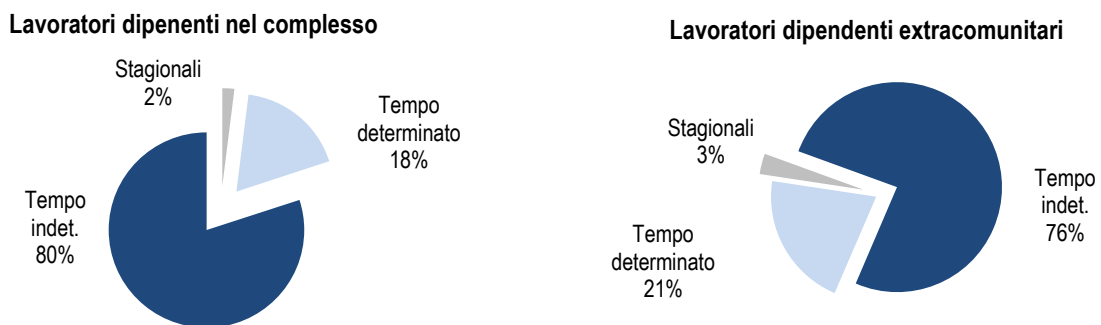 Lavoratori dipenenti nel complesso
Stagionali
2%
Tempo
determinato
18%
Tempo
indet.
80%
Lavoratori dipendenti extracomunitari
Stagionali
3%
Tempo
indet.
76%
Tempo
determinato
21%